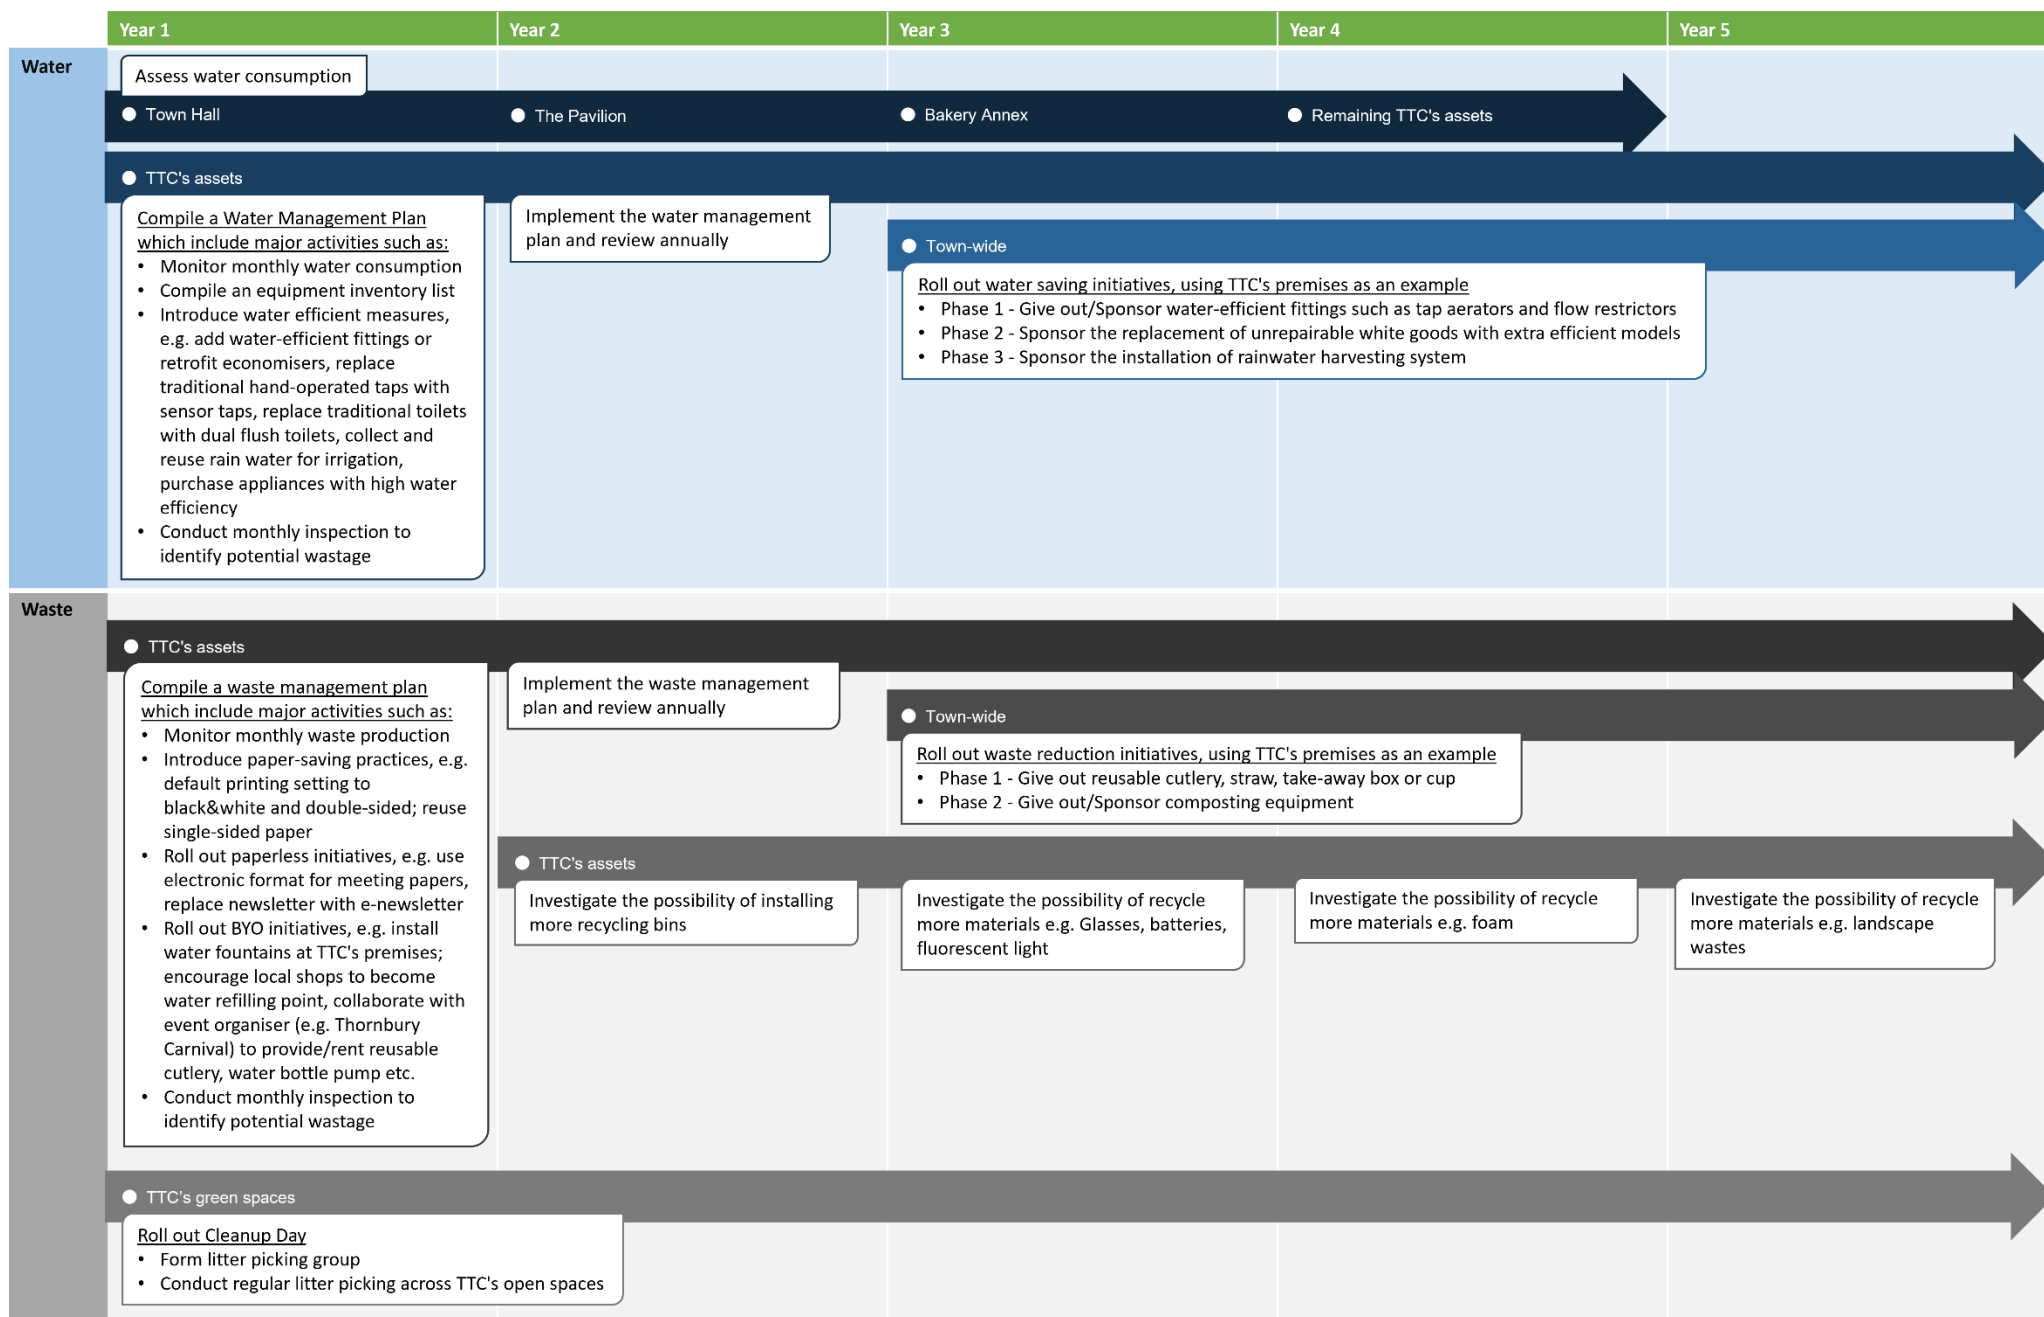 Year 1
Year 2
Year 3
Year 4
Year 5
Water
Assess water consumption
Town Hall
The Pavilion
Bakery Annex
Remaining TTC's assets
TTC's assets
Compile a Water Management Plan
which include major activities such as:
• Monitor monthly water consumption
• Compile an equipment inventory list
• Introduce water efficient measures,
e.g. add water-efficient fittings or
retrofit economisers, replace
traditional hand-operated taps with
sensor taps, replace traditional toilets
with dual flush toilets, collect and
reuse rain water for irrigation,
purchase appliances with high water
efficiency
• Conduct monthly inspection to
identify potential wastage
Implement the water management
plan and review annually
Town-wide
Roll out water saving initiatives, using TTC's premises as an example
• Phase 1 - Give out/Sponsor water-efficient fittings such as tap aerators and flow restrictors
• Phase 2 - Sponsor the replacement of unrepairable white goods with extra efficient models
• Phase 3 - Sponsor the installation of rainwater harvesting system
Waste
TTC's assets
Compile a waste management plan
which include major activities such as:
• Monitor monthly waste production
• Introduce paper-saving practices, e.g.
default printing setting to
black&white and double-sided; reuse
single-sided paper
• Roll out paperless initiatives, e.g. use
electronic format for meeting papers,
replace newsletter with e-newsletter
• Roll out BYO initiatives, e.g. install
water fountains at TTC's premises;
encourage local shops to become
water refilling point, collaborate with
event organiser (e.g. Thornbury
Carnival) to provide/rent reusable
cutlery, water bottle pump etc.
• Conduct monthly inspection to
identify potential wastage
Implement the waste management
plan and review annually
Town-wide
Roll out waste reduction initiatives, using TTC's premises as an example
• Phase 1 - Give out reusable cutlery, straw, take-away box or cup
• Phase 2 - Give out/Sponsor composting equipment
TTC's assets
Investigate the possibility of installing
more recycling bins
Investigate the possibility of recycle
more materials e.g. Glasses, batteries,
fluorescent light
Investigate the possibility of recycle
more materials e.g. foam
Investigate the possibility of recycle
more materials e.g. landscape
wastes
TTC's green spaces
Roll out Cleanup Day
• Form litter picking group
• Conduct regular litter picking across TTC's open spaces